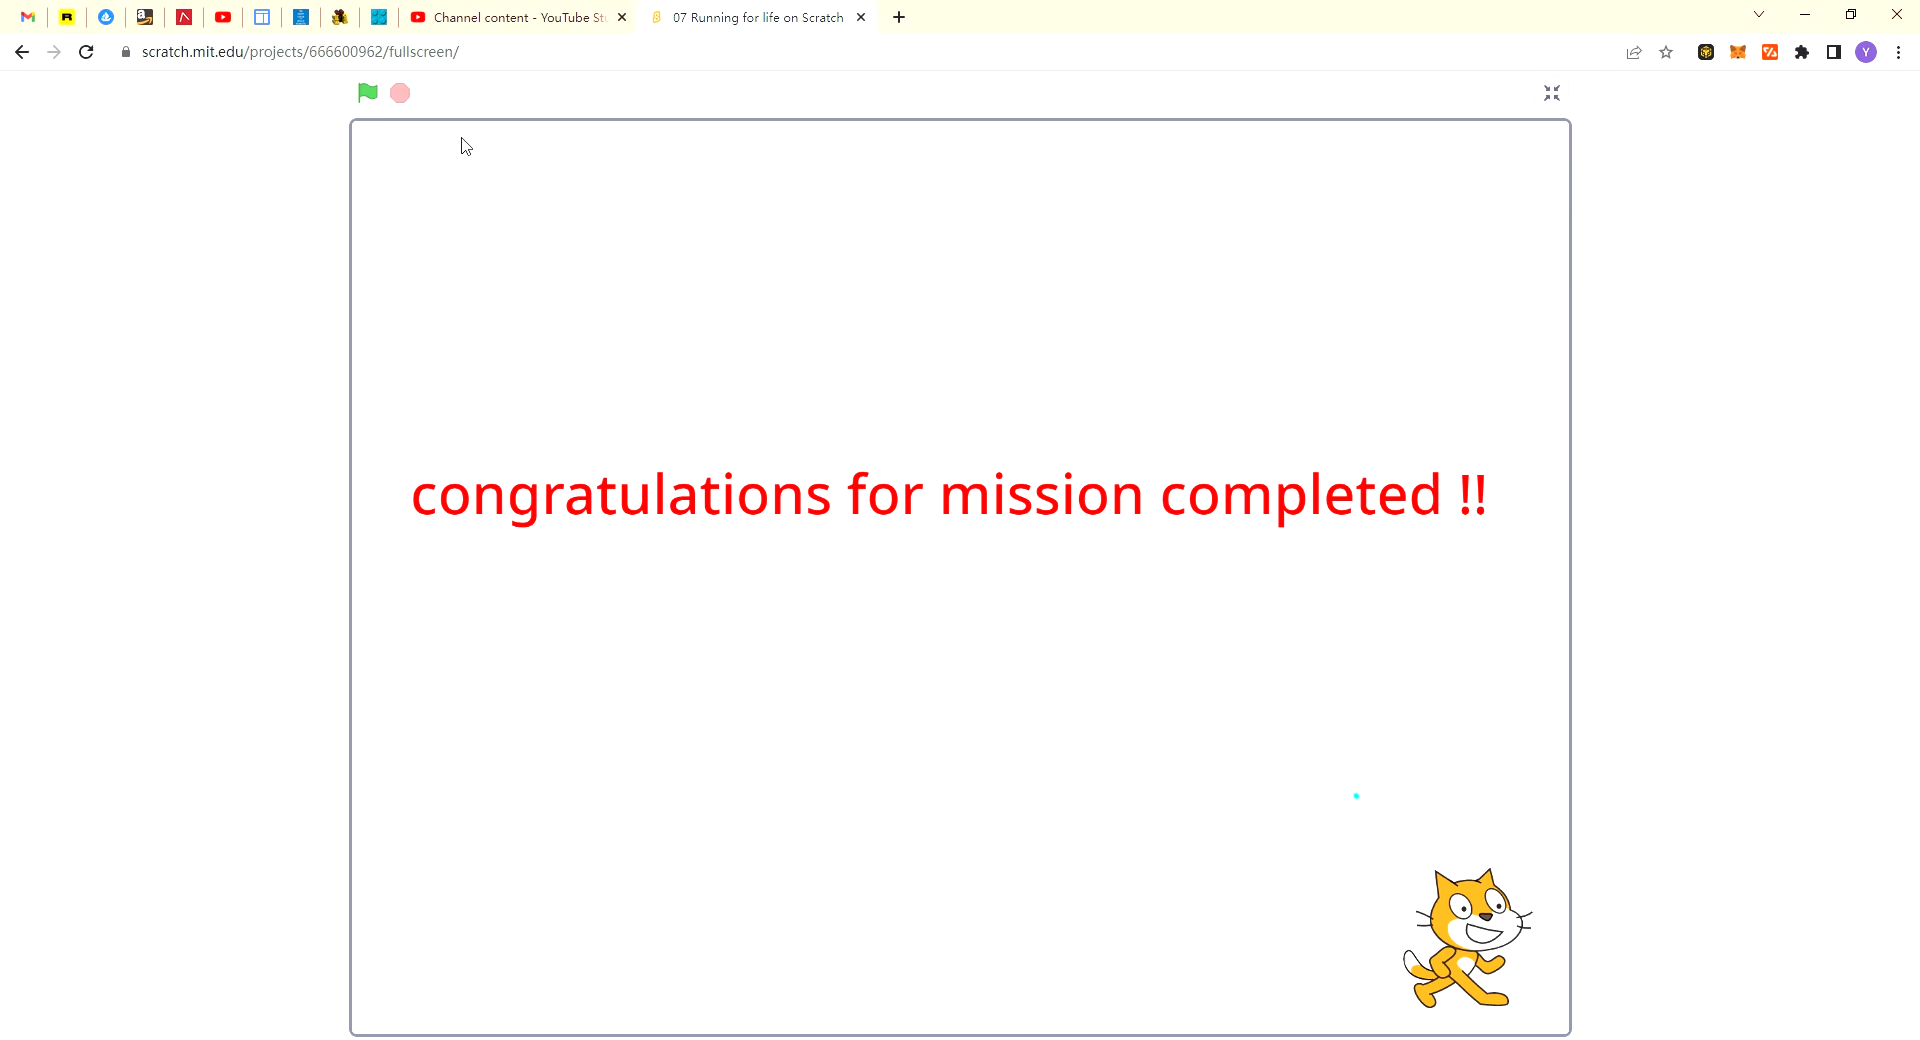 Channel content - YouTube St
07 Running for life on Scratch
scratch.mit.edu/projects/666600962/fullscreen/
Y
congratulations for mission completed !!